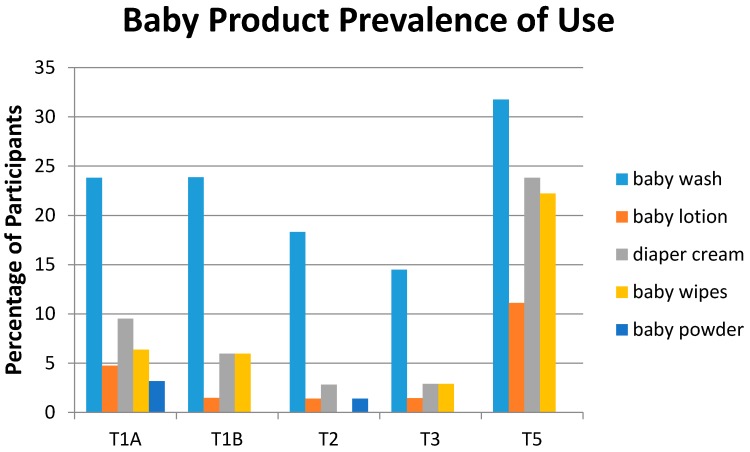 Baby Product Prevalence of Use
Percentage of Participants
35
30
25
20
15
10
5
0
T1A T1B T2 T3 T5
baby wash
baby lotion
diaper cream
baby wipes
baby powder